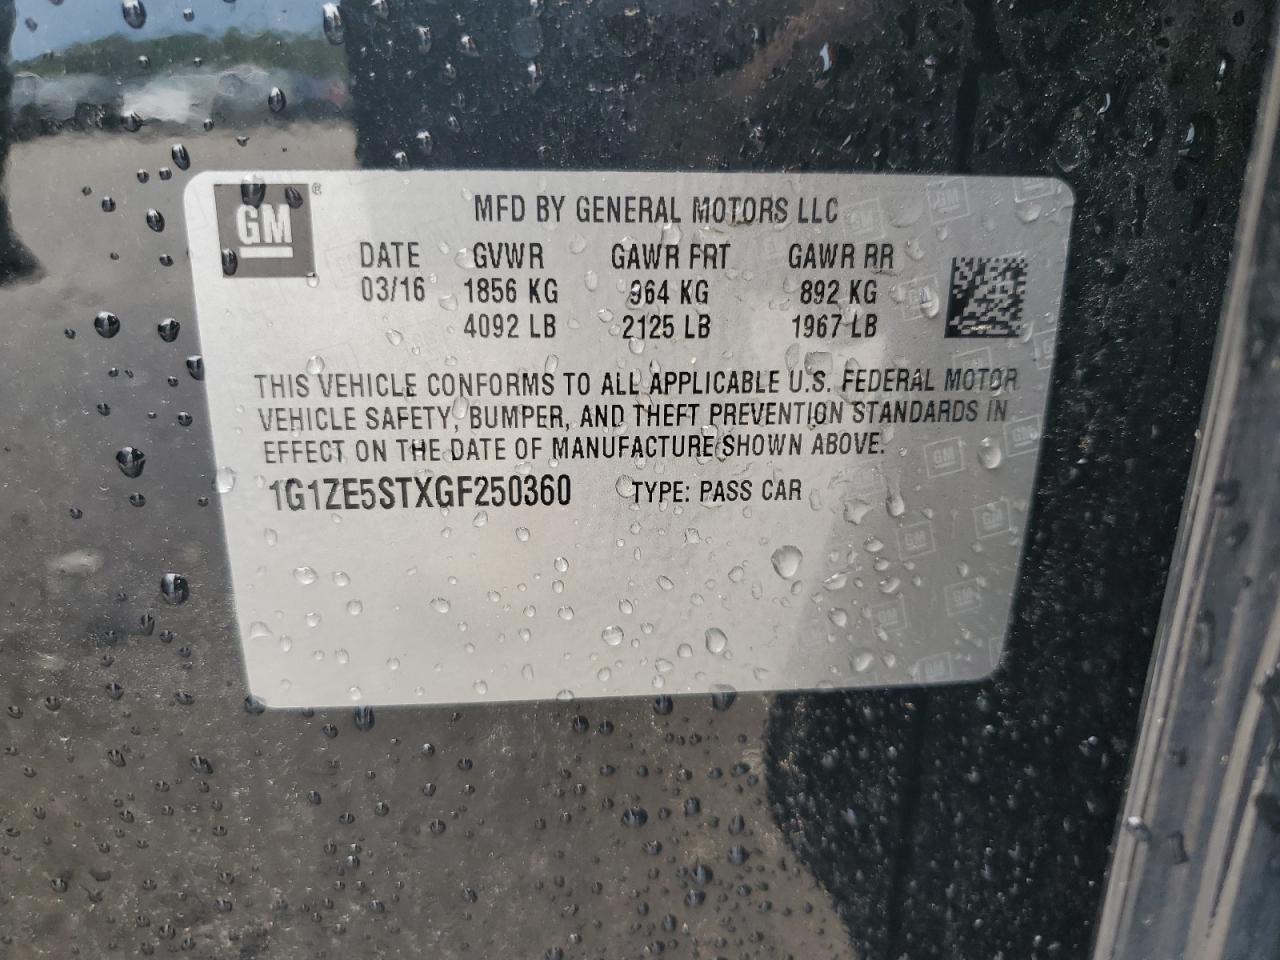 GM ®
MFD BY GENERAL MOTORS LLC
DATE GVWR GAWR FRT GAWR RR
03/16 1856 KG 964 KG 892 KG
4092 LB 2125 LB 1967 LB
THIS VEHICLE CONFORMS TO ALL APPLICABLE U.S. FEDERAL MOTOR
VEHICLE SAFETY, BUMPER, AND THEFT PREVENTION STANDARDS IN
EFFECT ON THE DATE OF MANUFACTURE SHOWN ABOVE.
1G1ZE5STXGF250360 TYPE: PASS CAR